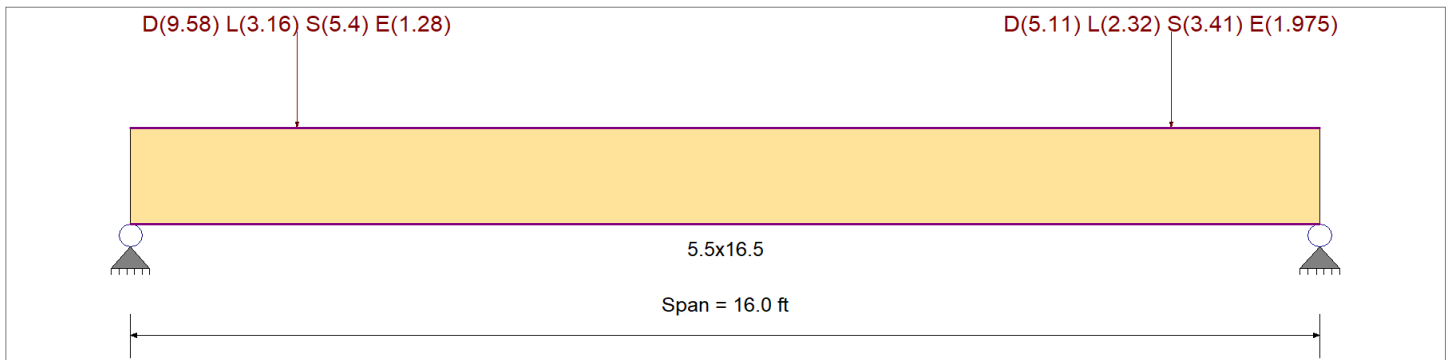 D(9.58) L(3.16) S(5.4) E(1.28)
D(5.11) L(2.32) S(3.41) E(1.975)
5.5x16.5
Span = 16.0 ft